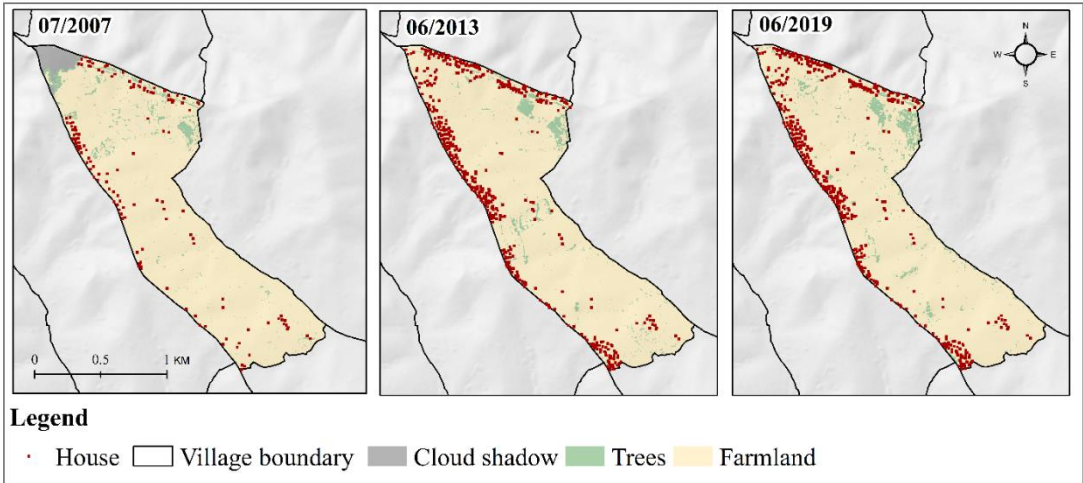 07/2007
06/2013
06/2019
N
W E
S
0 0.5 1 KM
Legend
House Village boundary Cloud shadow Trees Farmland